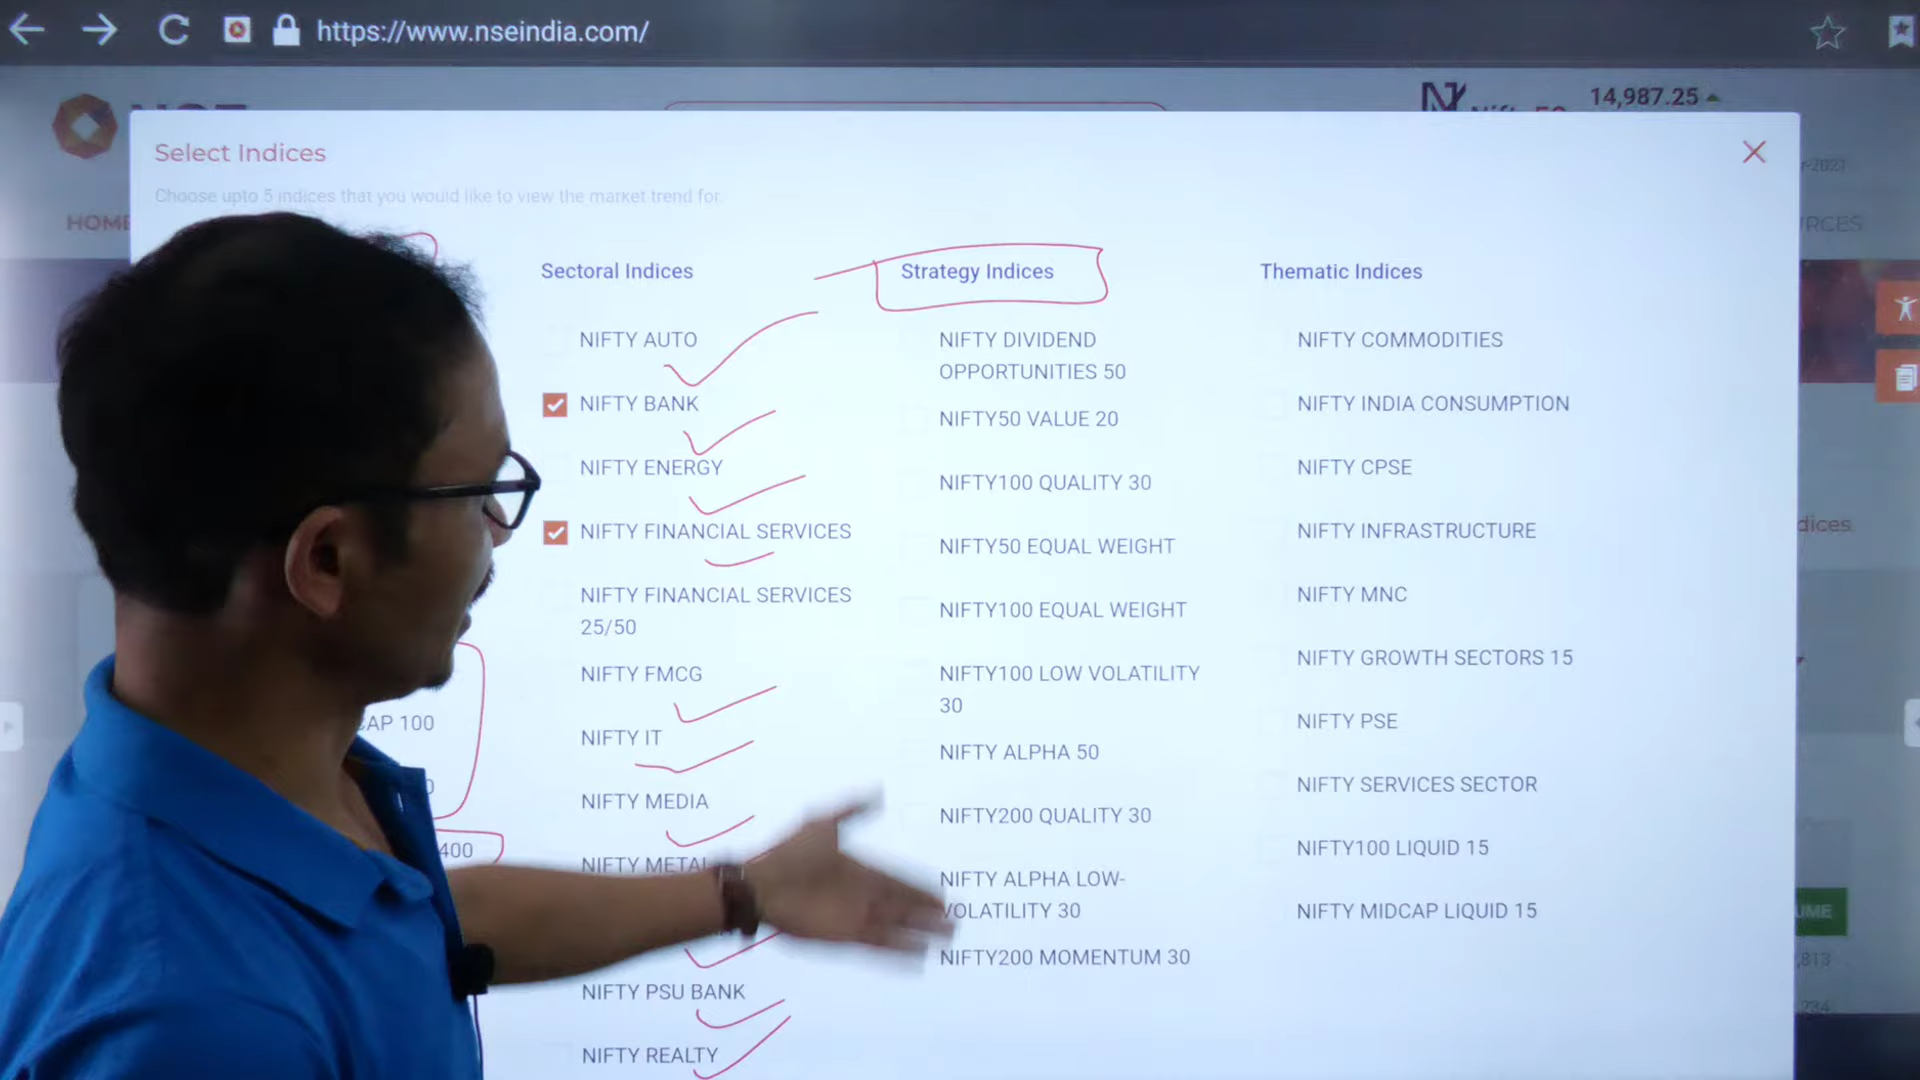 https://www.nseindia.com/
14,987.25
Select Indices
Choose upto 5 indices that you would like to view the market trend for.
HOME
Sectoral Indices
NIFTY AUTO
NIFTY BANK
NIFTY ENERGY
NIFTY FINANCIAL SERVICES
NIFTY FINANCIAL SERVICES
25/50
NIFTY FMCG
NIFTY IT
NIFTY MEDIA
NIFTY METAL
NIFTY PSU BANK
NIFTY REALTY
Strategy Indices
NIFTY DIVIDEND
OPPORTUNITIES 50
NIFTY50 VALUE 20
NIFTY100 QUALITY 30
NIFTY50 EQUAL WEIGHT
NIFTY100 EQUAL WEIGHT
NIFTY100 LOW VOLATILITY
30
NIFTY ALPHA 50
NIFTY200 QUALITY 30
NIFTY ALPHA LOW-
VOLATILITY 30
NIFTY200 MOMENTUM 30
Thematic Indices
NIFTY COMMODITIES
NIFTY INDIA CONSUMPTION
NIFTY CPSE
NIFTY INFRASTRUCTURE
NIFTY MNC
NIFTY GROWTH SECTORS 15
NIFTY PSE
NIFTY SERVICES SECTOR
NIFTY100 LIQUID 15
NIFTY MIDCAP LIQUID 15
CAP 100
400